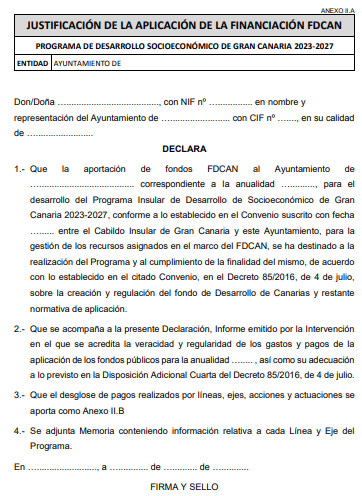 ANEXO II.A
JUSTIFICACIÓN DE LA APLICACIÓN DE LA FINANCIACIÓN FDCAN
PROGRAMA DE DESARROLLO SOCIOECONÓMICO DE GRAN CANARIA 2023-2027
ENTIDAD AYUNTAMIENTO DE
Don/Doña …..................................., con NIF nº ….............. en nombre y
representación del Ayuntamiento de …....................... con CIF nº ….....…, en su calidad
de ….....................
DECLARA
1.- Que la aportación de fondos FDCAN al Ayuntamiento de
…................................... correspondiente a la anualidad …..........., para el
desarrollo del Programa Insular de Desarrollo de Socioeconómico de Gran
Canaria 2023-2027, conforme a lo establecido en el Convenio suscrito con fecha
…....... entre el Cabildo Insular de Gran Canaria y este Ayuntamiento, para la
gestión de los recursos asignados en el marco del FDCAN, se ha destinado a la
realización del Programa y al cumplimiento de la finalidad del mismo, de acuerdo
con lo establecido en el citado Convenio, en el Decreto 85/2016, de 4 de julio,
sobre la creación y regulación del fondo de Desarrollo de Canarias y restante
normativa de aplicación.
2.- Que se acompaña a la presente Declaración, Informe emitido por la Intervención
en el que se acredita la veracidad y regularidad de los gastos y pagos de la
aplicación de los fondos públicos para la anualidad …..... , así como su adecuación
a lo previsto en la Disposición Adicional Cuarta del Decreto 85/2016, de 4 de julio.
3.- Que el desglose de pagos realizados por líneas, ejes, acciones y actuaciones se
aporta como Anexo II.B
4.- Se adjunta Memoria conteniendo información relativa a cada Línea y Eje del
Programa.
En …......................., a …............ de …............ de ….............
FIRMA Y SELLO